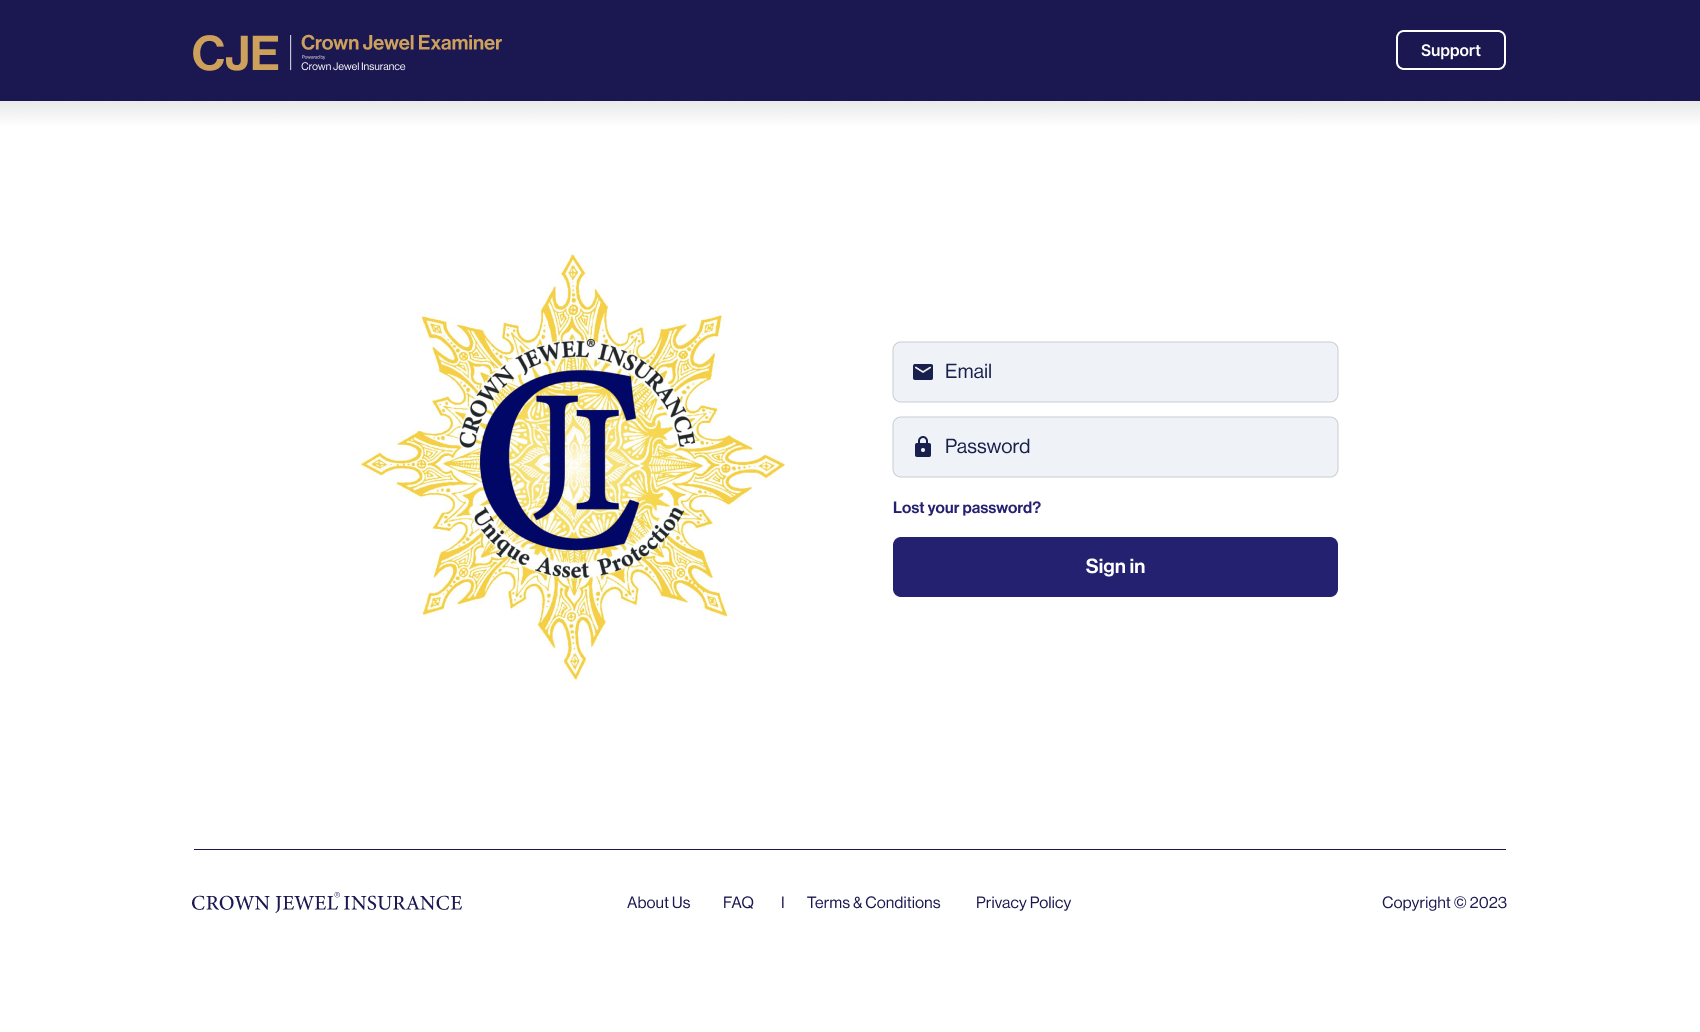 CJE
Crown Jewel Examiner
Powered by
Crown Jewel Insurance
Support
CROWN JEWEL® INSURANCE
CJI
Unique Asset Protection
Email
Password
Lost your password?
Sign in
CROWN JEWEL® INSURANCE
About Us FAQ | Terms & Conditions Privacy Policy
Copyright © 2023